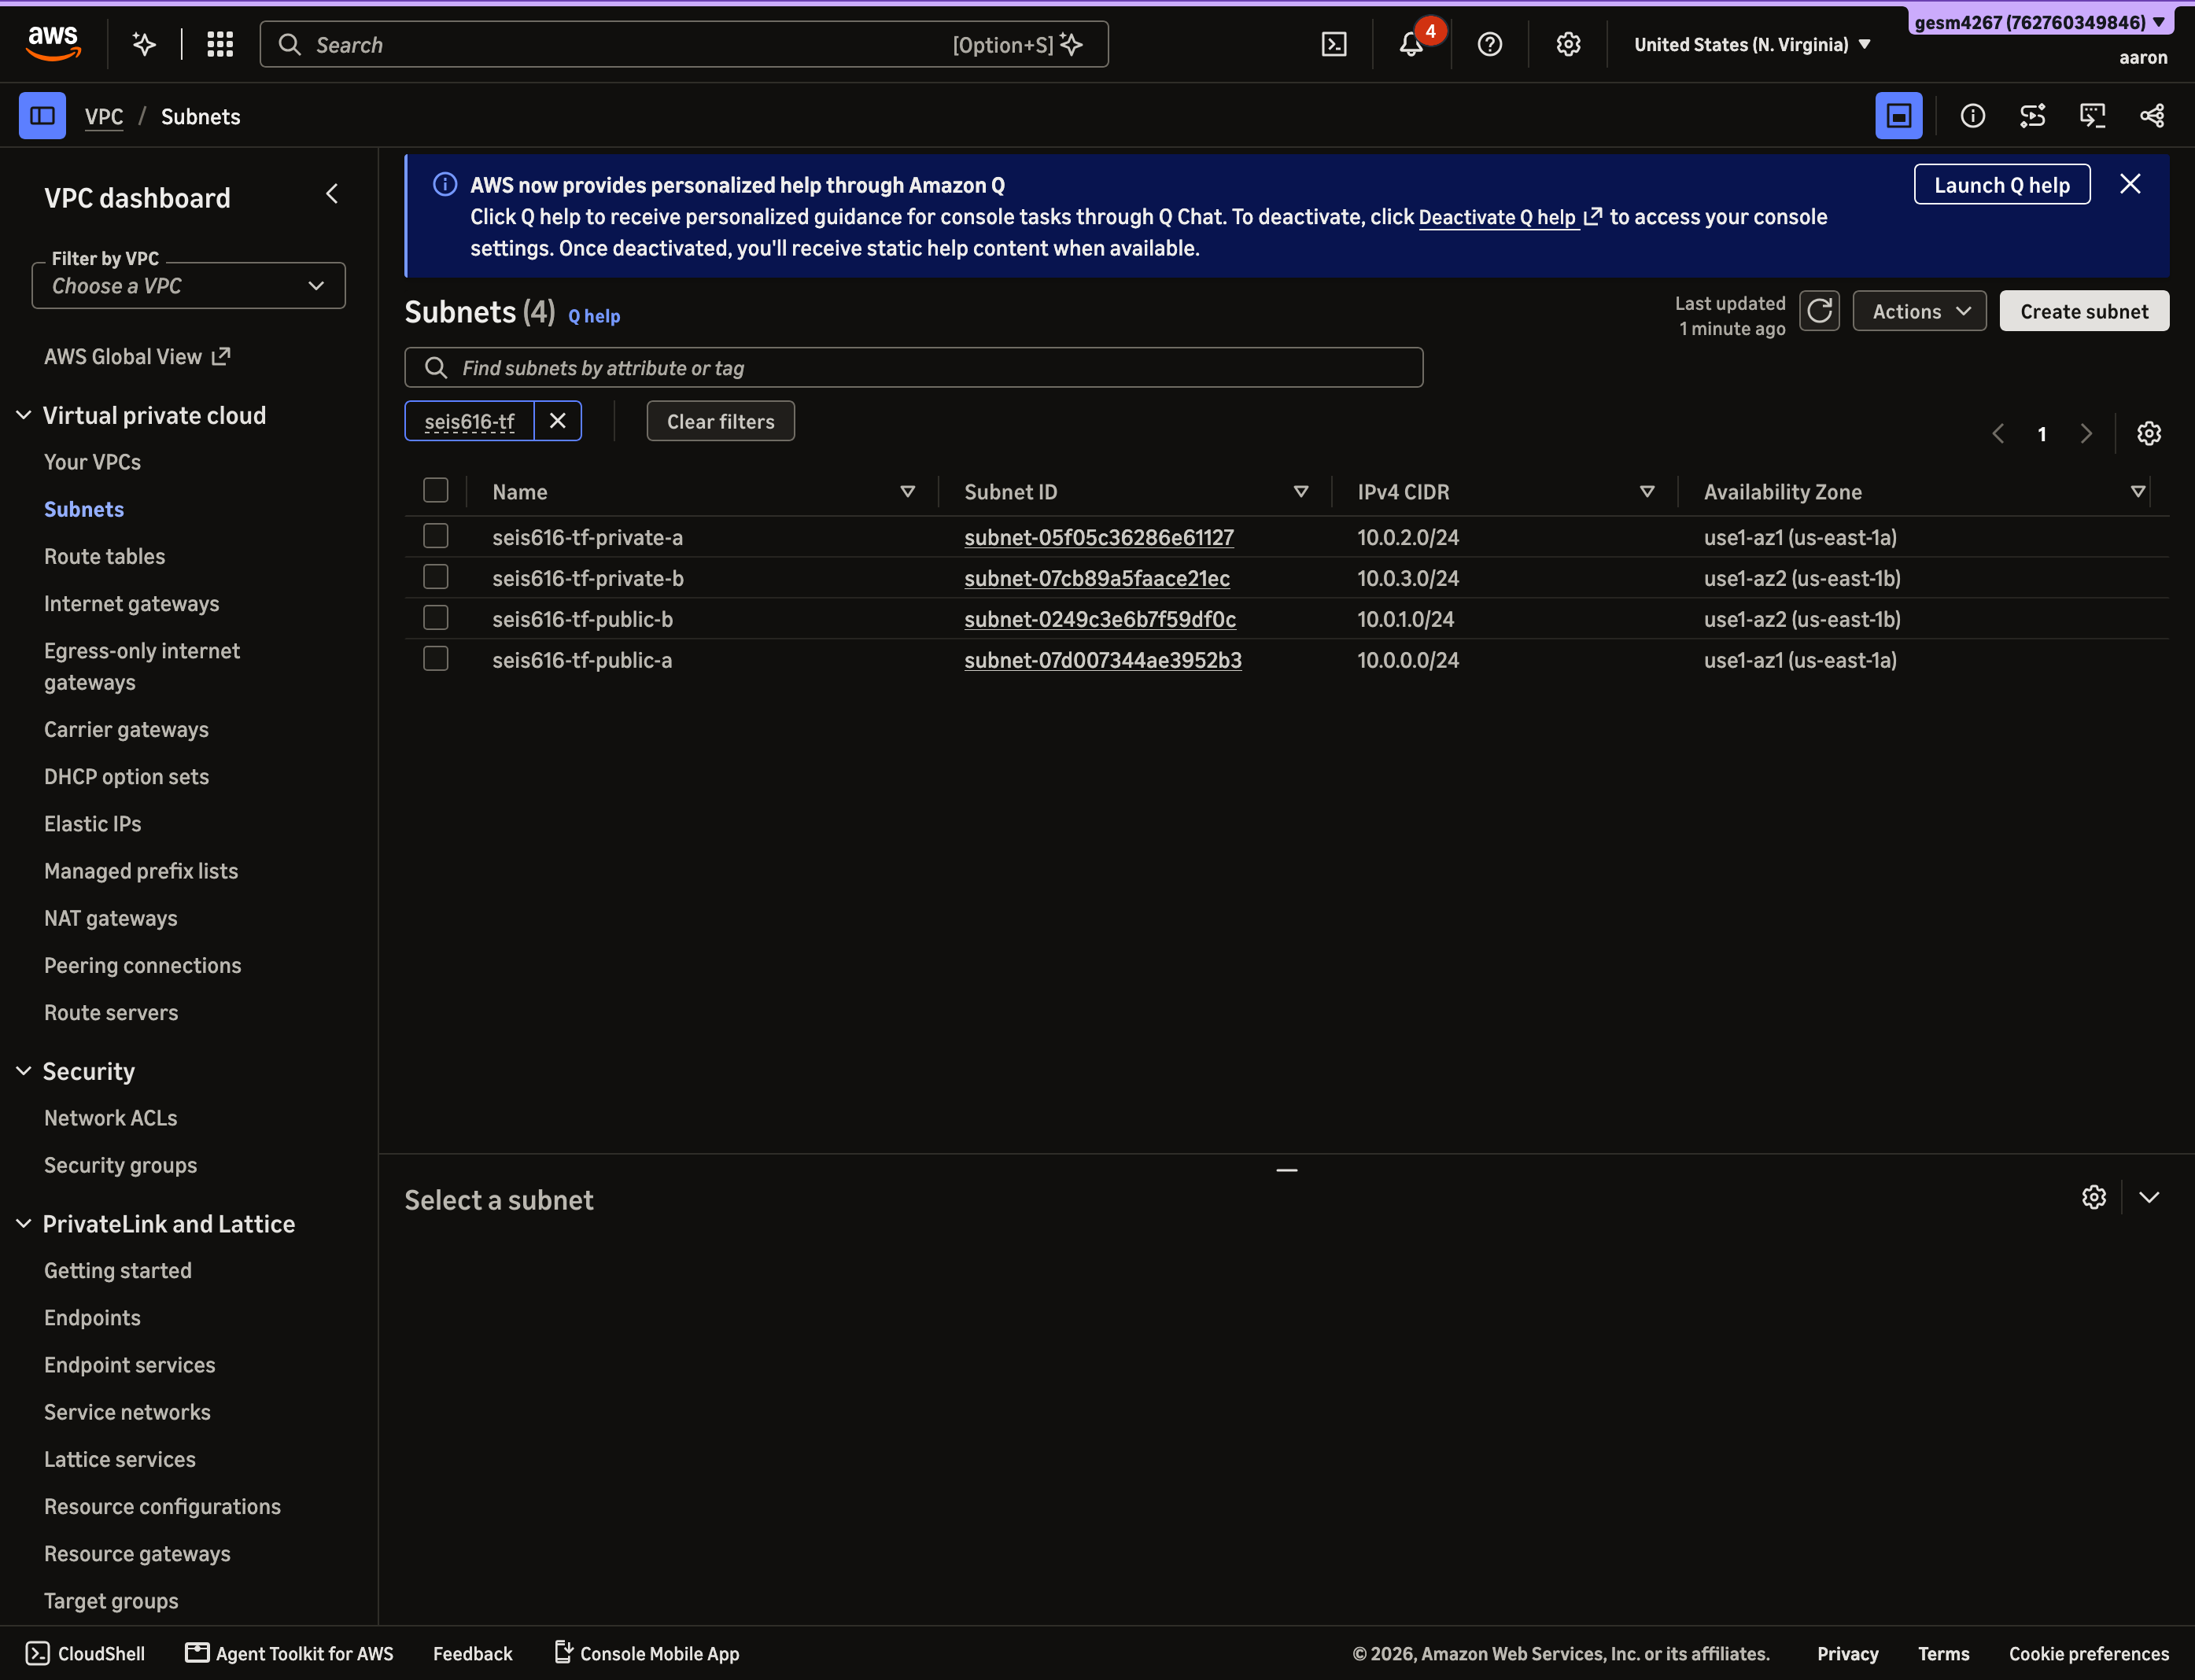 gesm4267 (762760349846)
aws
Search
[Option+S]
4
United States (N. Virginia)
aaron
VPC / Subnets
VPC dashboard
Filter by VPC
Choose a VPC
AWS Global View
Virtual private cloud
Your VPCs
Subnets
Route tables
Internet gateways
Egress-only internet
gateways
Carrier gateways
DHCP option sets
Elastic IPs
Managed prefix lists
NAT gateways
Peering connections
Route servers
Security
Network ACLs
Security groups
PrivateLink and Lattice
Getting started
Endpoints
Endpoint services
Service networks
Lattice services
Resource configurations
Resource gateways
Target groups
AWS now provides personalized help through Amazon Q
Click Q help to receive personalized guidance for console tasks through Q Chat. To deactivate, click Deactivate Q help to access your console
settings. Once deactivated, you'll receive static help content when available.
Launch Q help
Subnets (4) Q help
Last updated
1 minute ago
Actions
Create subnet
Find subnets by attribute or tag
seis616-tf
Clear filters
1
Name Subnet ID IPv4 CIDR Availability Zone
seis616-tf-private-a subnet-05f05c36286e61127 10.0.2.0/24 use1-az1 (us-east-1a)
seis616-tf-private-b subnet-07cb89a5faace21ec 10.0.3.0/24 use1-az2 (us-east-1b)
seis616-tf-public-b subnet-0249c3e6b7f59df0c 10.0.1.0/24 use1-az2 (us-east-1b)
seis616-tf-public-a subnet-07d007344ae3952b3 10.0.0.0/24 use1-az1 (us-east-1a)
Select a subnet
CloudShell Agent Toolkit for AWS Feedback Console Mobile App © 2026, Amazon Web Services, Inc. or its affiliates. Privacy Terms Cookie preferences